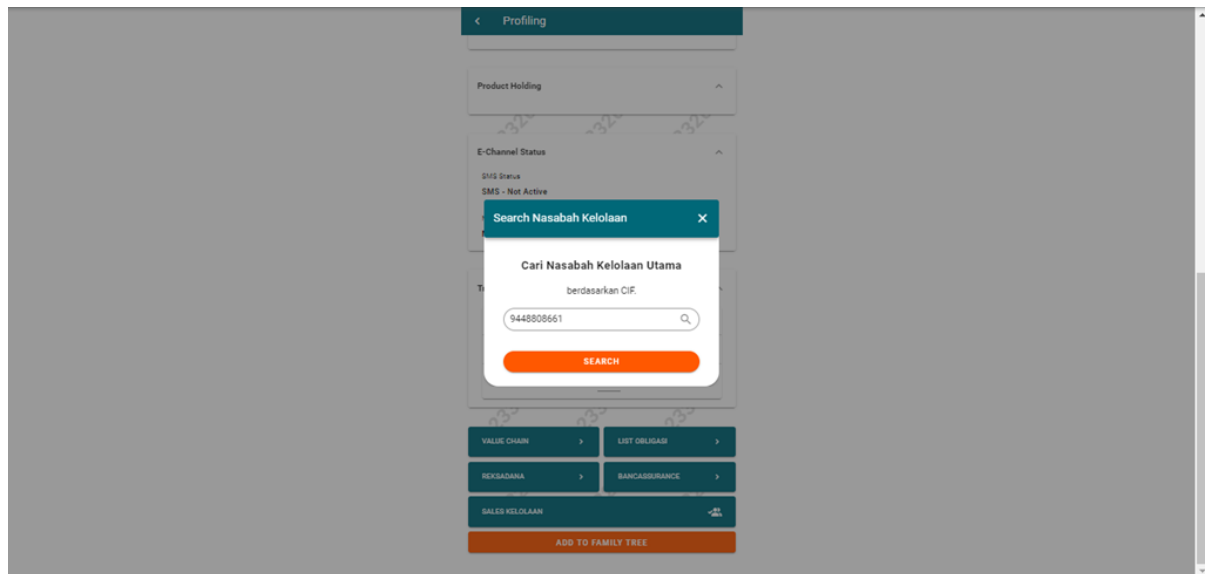 Profiling
Product Holding
E-Channel Status
SMS Status
SMS - Not Active
Search Nasabah Kelolaan
Cari Nasabah Kelolaan Utama
berdasarkan CIF.
9448808661
SEARCH
VALUE CHAIN
LIST OBLIGASI
REKSADANA
BANCASSURANCE
SALES KELOLAAN
ADD TO FAMILY TREE